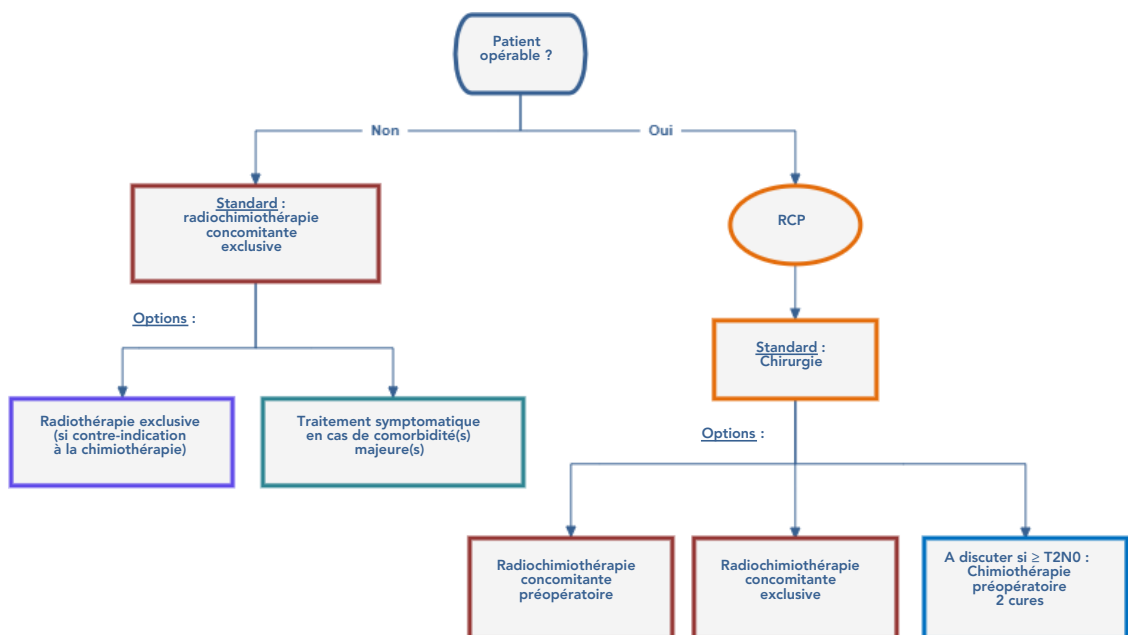 Patient
opérable ?
Non
Oui
Standard :
radiochimiothérapie
concomitante
exclusive
RCP
Options :
Standard :
Chirurgie
Radiothérapie exclusive
(si contre-indication
à la chimiothérapie)
Traitement symptomatique
en cas de comorbidité(s)
majeure(s)
Options :
Radiochimiothérapie
concomitante
préopératoire
Radiochimiothérapie
concomitante
exclusive
A discuter si ≥ T2N0 :
Chimiothérapie
préopératoire
2 cures